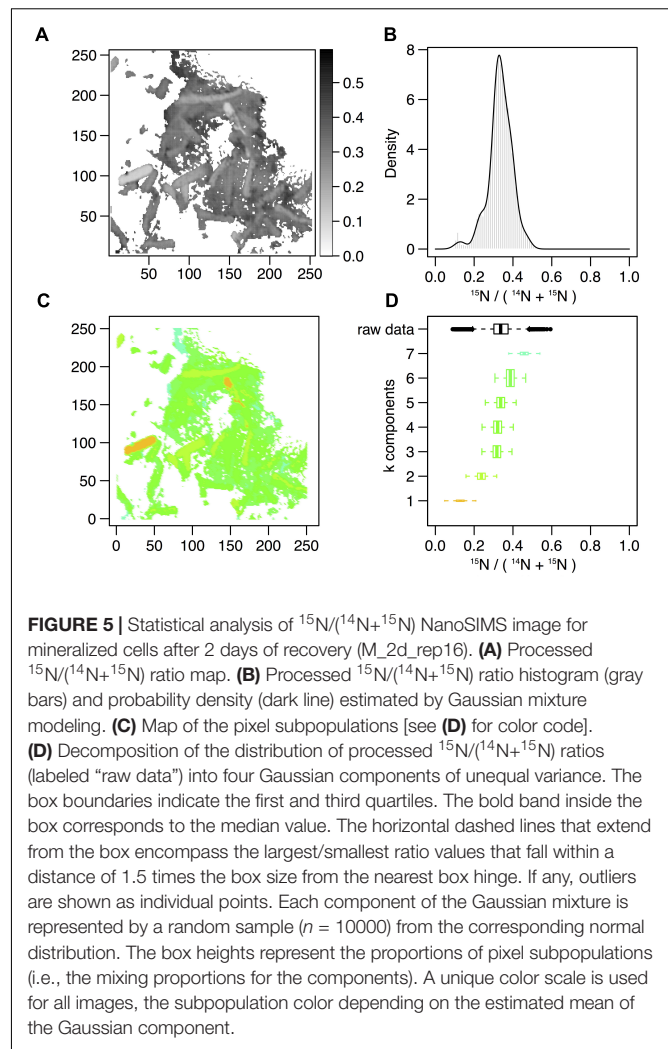 A
B
250
200
150
100
50
50 100 150 200 250
0.5
0.4
0.3
0.2
0.1
0.0
8
6
4
2
0
Density
0.0 0.2 0.4 0.6 0.8 1.0
¹⁵N / ( ¹⁴N + ¹⁵N )
C
D
250
200
150
100
50
0
0 50 100 150 200 250
raw data
7
6
5
4
3
2
1
k components
0.0 0.2 0.4 0.6 0.8 1.0
¹⁵N / ( ¹⁴N + ¹⁵N )
FIGURE 5 | Statistical analysis of ¹⁵N/(¹⁴N+¹⁵N) NanoSIMS image for
mineralized cells after 2 days of recovery (M_2d_rep16). (A) Processed
¹⁵N/(¹⁴N+¹⁵N) ratio map. (B) Processed ¹⁵N/(¹⁴N+¹⁵N) ratio histogram (gray
bars) and probability density (dark line) estimated by Gaussian mixture
modeling. (C) Map of the pixel subpopulations [see (D) for color code].
(D) Decomposition of the distribution of processed ¹⁵N/(¹⁴N+¹⁵N) ratios
(labeled “raw data”) into four Gaussian components of unequal variance. The
box boundaries indicate the first and third quartiles. The bold band inside the
box corresponds to the median value. The horizontal dashed lines that extend
from the box encompass the largest/smallest ratio values that fall within a
distance of 1.5 times the box size from the nearest box hinge. If any, outliers
are shown as individual points. Each component of the Gaussian mixture is
represented by a random sample (n = 10000) from the corresponding normal
distribution. The box heights represent the proportions of pixel subpopulations
(i.e., the mixing proportions for the components). A unique color scale is used
for all images, the subpopulation color depending on the estimated mean of
the Gaussian component.